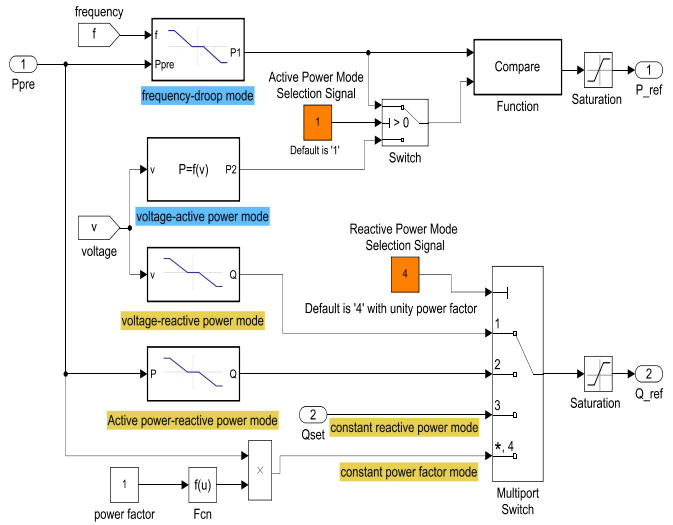 frequency
f
f
Ppre
P1
1
Ppre
frequency-droop mode
Active Power Mode
Selection Signal
1
Default is '1'
> 0
Switch
Compare
Function
Saturation
1
P_ref
v
P=f(v)
P2
voltage-active power mode
v
voltage
v
Q
voltage-reactive power mode
Reactive Power Mode
Selection Signal
4
Default is '4' with unity power factor
P
Q
Active power-reactive power mode
1
2
3
*, 4
2
Qset
constant reactive power mode
constant power factor mode
Multiport
Switch
Saturation
2
Q_ref
1
power factor
f(u)
Fcn
X